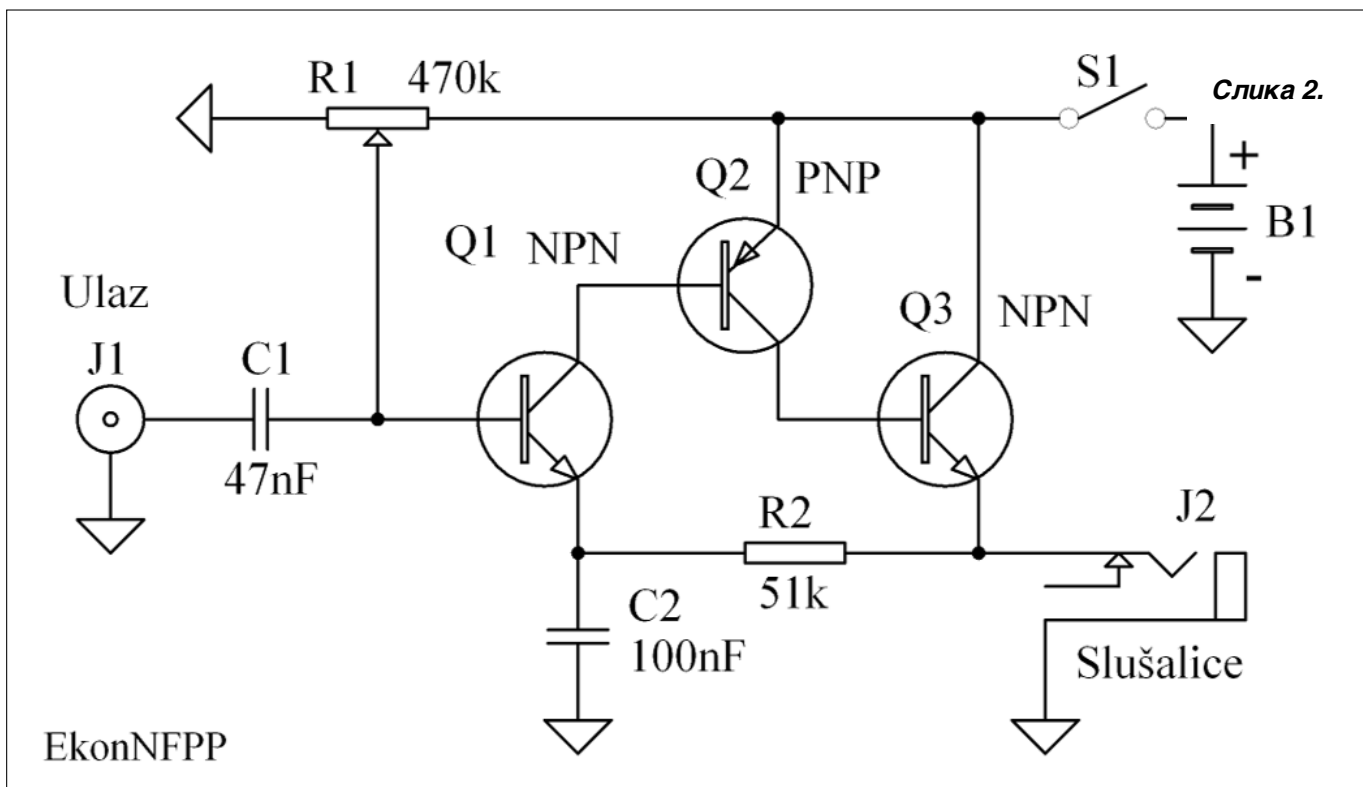 R1 470k
S1
Слика 2.
Q2 PNP
+
B1
-
Q1 NPN
Ulaz
J1
C1
47nF
Q3 NPN
R2
51k
J2
C2
100nF
Slušalice
EkonNFPP